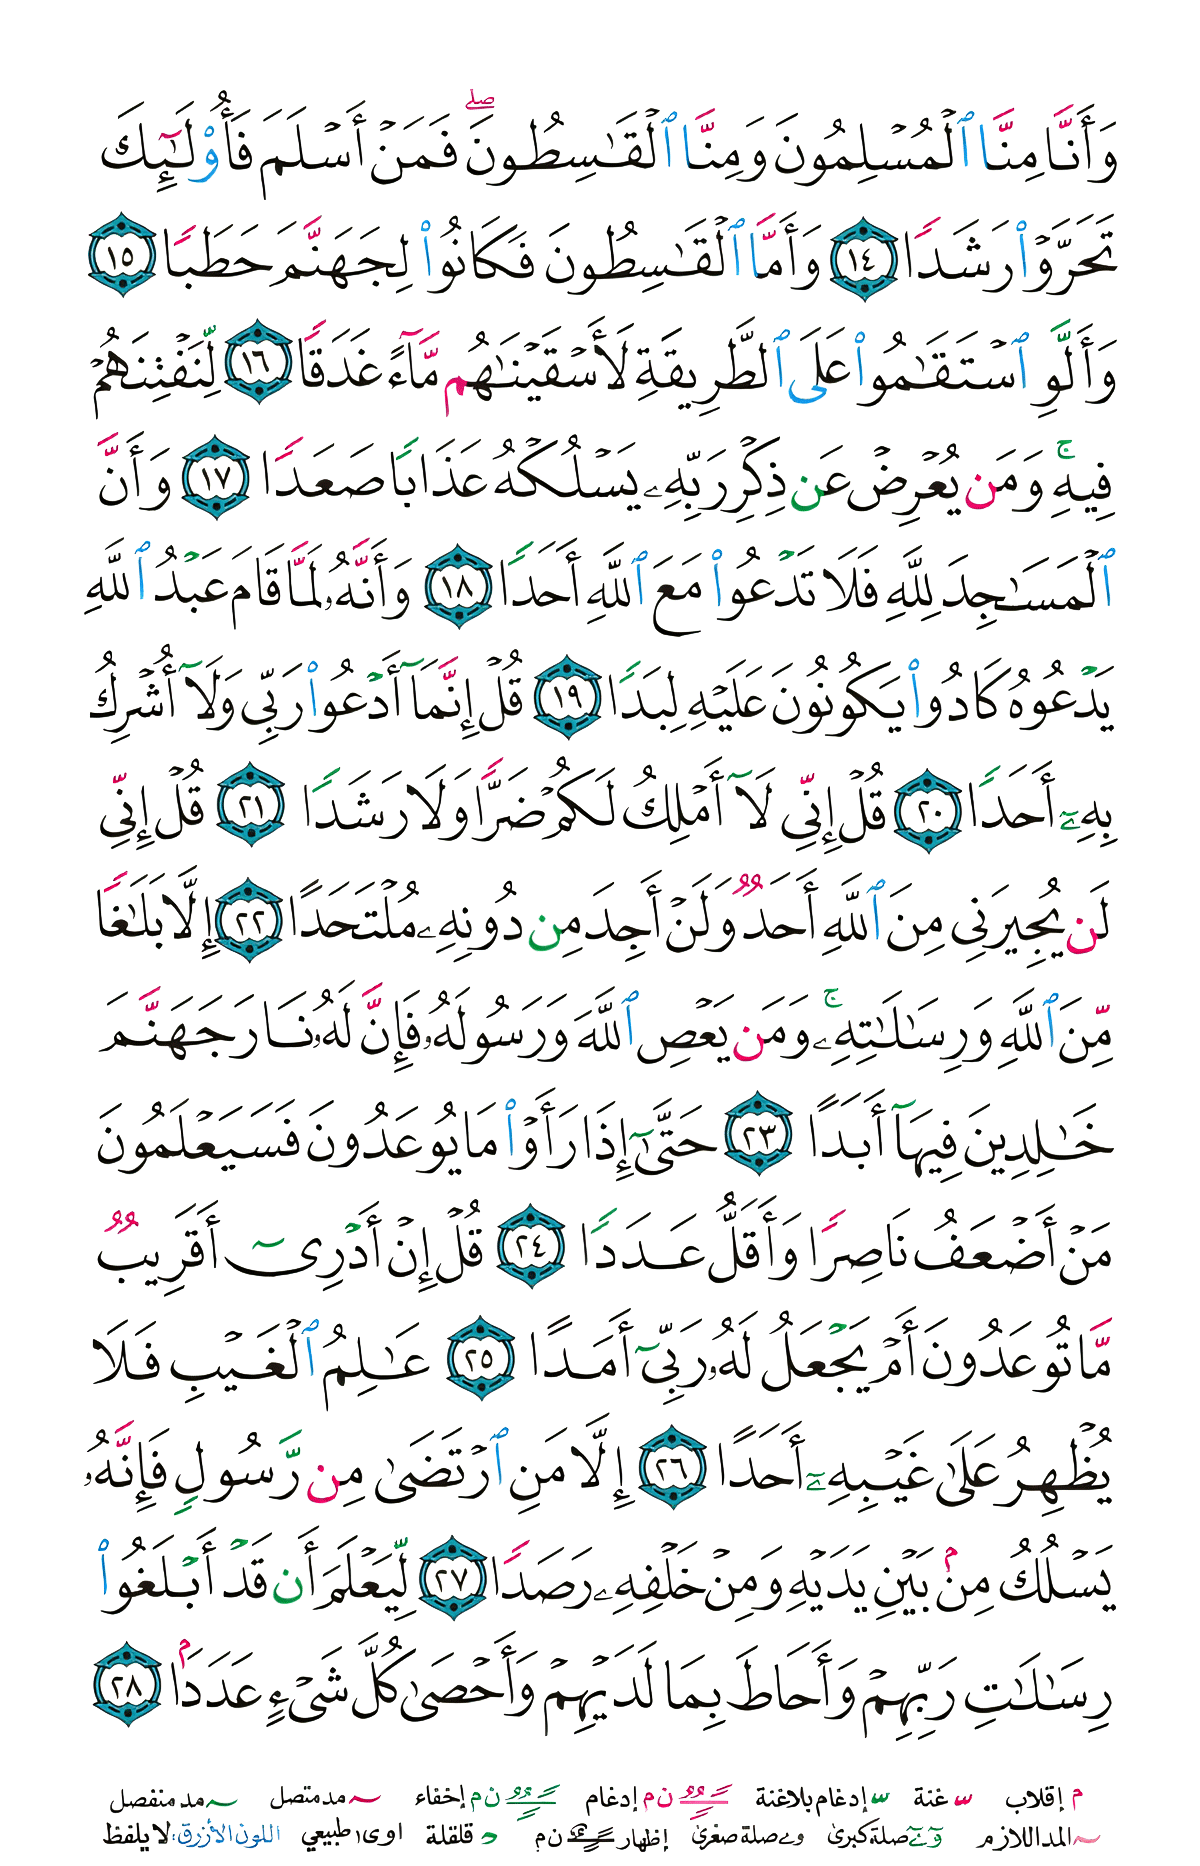 وَأَنَّا مِنَّا ٱلۡمُسۡلِمُونَ وَمِنَّا ٱلۡقَٰسِطُونَۖ فَمَنۡ أَسۡلَمَ فَأُوْلَٰٓئِكَ
تَحَرَّوۡاْ رَشَدٗا ١٤ وَأَمَّا ٱلۡقَٰسِطُونَ فَكَانُواْ لِجَهَنَّمَ حَطَبٗا ١٥
وَأَلَّوِ ٱسۡتَقَٰمُواْ عَلَى ٱلطَّرِيقَةِ لَأَسۡقَيۡنَٰهُم مَّآءً غَدَقٗا ١٦ لِّنَفۡتِنَهُمۡ
فِيهِۚ وَمَن يُعۡرِضۡ عَن ذِكۡرِ رَبِّهِۦ يَسۡلُكۡهُ عَذَابٗا صَعَدٗا ١٧ وَأَنَّ
ٱلۡمَسَٰجِدَ لِلَّهِ فَلَا تَدۡعُواْ مَعَ ٱللَّهِ أَحَدٗا ١٨ وَأَنَّهُۥ لَمَّا قَامَ عَبۡدُ ٱللَّهِ
يَدۡعُوهُ كَادُواْ يَكُونُونَ عَلَيۡهِ لِبَدٗا ١٩ قُلۡ إِنَّمَآ أَدۡعُواْ رَبِّي وَلَآ أُشۡرِكُ
بِهِۦٓ أَحَدٗا ٢٠ قُلۡ إِنِّي لَآ أَمۡلِكُ لَكُمۡ ضَرّٗا وَلَا رَشَدٗا ٢١ قُلۡ إِنِّي
لَن يُجِيرَنِي مِنَ ٱللَّهِ أَحَدٞ وَلَنۡ أَجِدَ مِن دُونِهِۦ مُلۡتَحَدًا ٢٢ إِلَّا بَلَٰغٗا
مِّنَ ٱللَّهِ وَرِسَٰلَٰتِهِۦۚ وَمَن يَعۡصِ ٱللَّهَ وَرَسُولَهُۥ فَإِنَّ لَهُۥ نَارَ جَهَنَّمَ
خَٰلِدِينَ فِيهَآ أَبَدًا ٢٣ حَتَّىٰٓ إِذَا رَأَوۡاْ مَا يُوعَدُونَ فَسَيَعۡلَمُونَ
مَنۡ أَضۡعَفُ نَاصِرٗا وَأَقَلُّ عَدَدٗا ٢٤ قُلۡ إِنۡ أَدۡرِيٓ أَقَرِيبٞ
مَّا تُوعَدُونَ أَمۡ يَجۡعَلُ لَهُۥ رَبِّيٓ أَمَدًا ٢٥ عَٰلِمُ ٱلۡغَيۡبِ فَلَا
يُظۡهِرُ عَلَىٰ غَيۡبِهِۦٓ أَحَدًا ٢٦ إِلَّا مَنِ ٱرۡتَضَىٰ مِن رَّسُولٖ فَإِنَّهُۥ
يَسۡلُكُ مِنۢ بَيۡنِ يَدَيۡهِ وَمِنۡ خَلۡفِهِۦ رَصَدٗا ٢٧ لِّيَعۡلَمَ أَن قَدۡ أَبۡلَغُواْ
رِسَٰلَٰتِ رَبِّهِمۡ وَأَحَاطَ بِمَا لَدَيۡهِمۡ وَأَحۡصَىٰ كُلَّ شَيۡءٍ عَدَدَۢا ٢٨
م إقلاب ـّ غنة ـّ إدغام بلاغنة ن م إدغام ن م إخفاء ـٓ مد متصل ـٓ مد منفصل
ـٓ المد اللازم وٓ ےٓ صلة كبرى و ے صلة صغرى إظهار ن م قلقلة اوى ا طبيعي اللون الأزرق: لا يلفظ